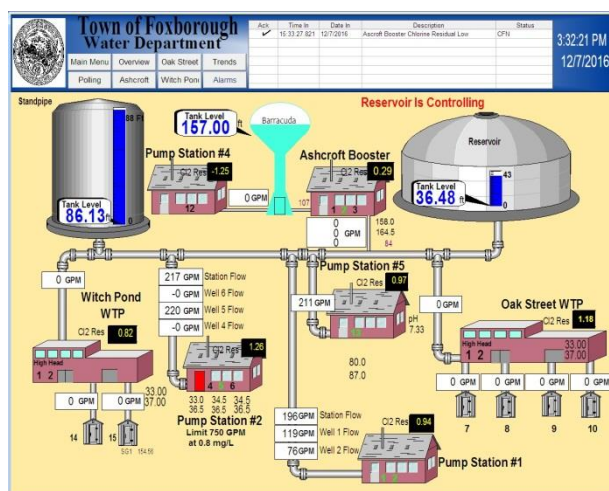 Town of Foxborough
Water Department
Main Menu Overview Oak Street Trends
Polling Ashcroft Witch Pond Alarms
Ack Time In Date In Description Status
15:33:27.821 12/7/2016 Ascroft Booster Chlorine Residual Low CFN
3:32:21 PM
12/7/2016
Standpipe
88 Ft
0
Tank Level
86.13 ft
Tank Level
157.00 ft
Barracuda
Reservoir Is Controlling
Reservoir
43
0
Tank Level
36.48 ft
Pump Station #4
Cl2 Res -1.25
12
0 GPM
107
Ashcroft Booster
Cl2 Res 0.29
1 2 3
0
0 GPM
0
158.0
164.5
84
0 GPM
Witch Pond
WTP
Cl2 Res 0.82
High Head
1 2
33.00
37.00
0 GPM 0 GPM
14 15
SG1 154.56
217 GPM Station Flow
-0 GPM Well 6 Flow
220 GPM Well 5 Flow
-0 GPM Well 4 Flow
Cl2 Res 1.26
4 6
33.0 34.5 34.5
36.5 36.5 36.5
Pump Station #2
Limit 750 GPM
at 0.8 mg/L
Pump Station #5
Cl2 Res 0.97
211 GPM
pH
7.33
80.0
87.0
0 GPM
Oak Street WTP
Cl2 Res 1.18
High Head
1 2
33.00
37.00
0 GPM 0 GPM 0 GPM 0 GPM
7 8 9 10
196GPM Station Flow
119GPM Well 1 Flow
76GPM Well 2 Flow
Cl2 Res 0.94
Pump Station #1